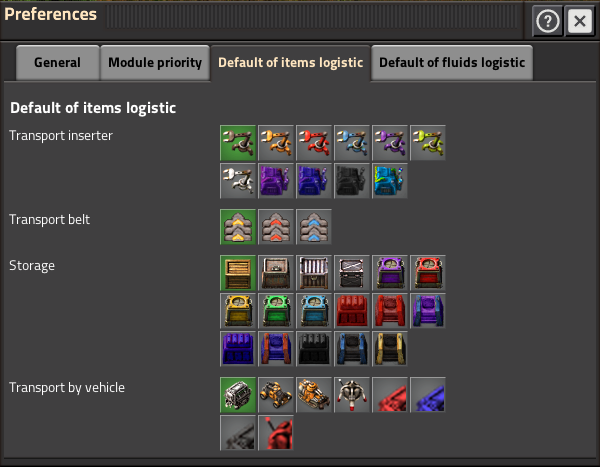 Preferences
?
General
Module priority
Default of items logistic
Default of fluids logistic
Default of items logistic
Transport inserter
Transport belt
Storage
Transport by vehicle